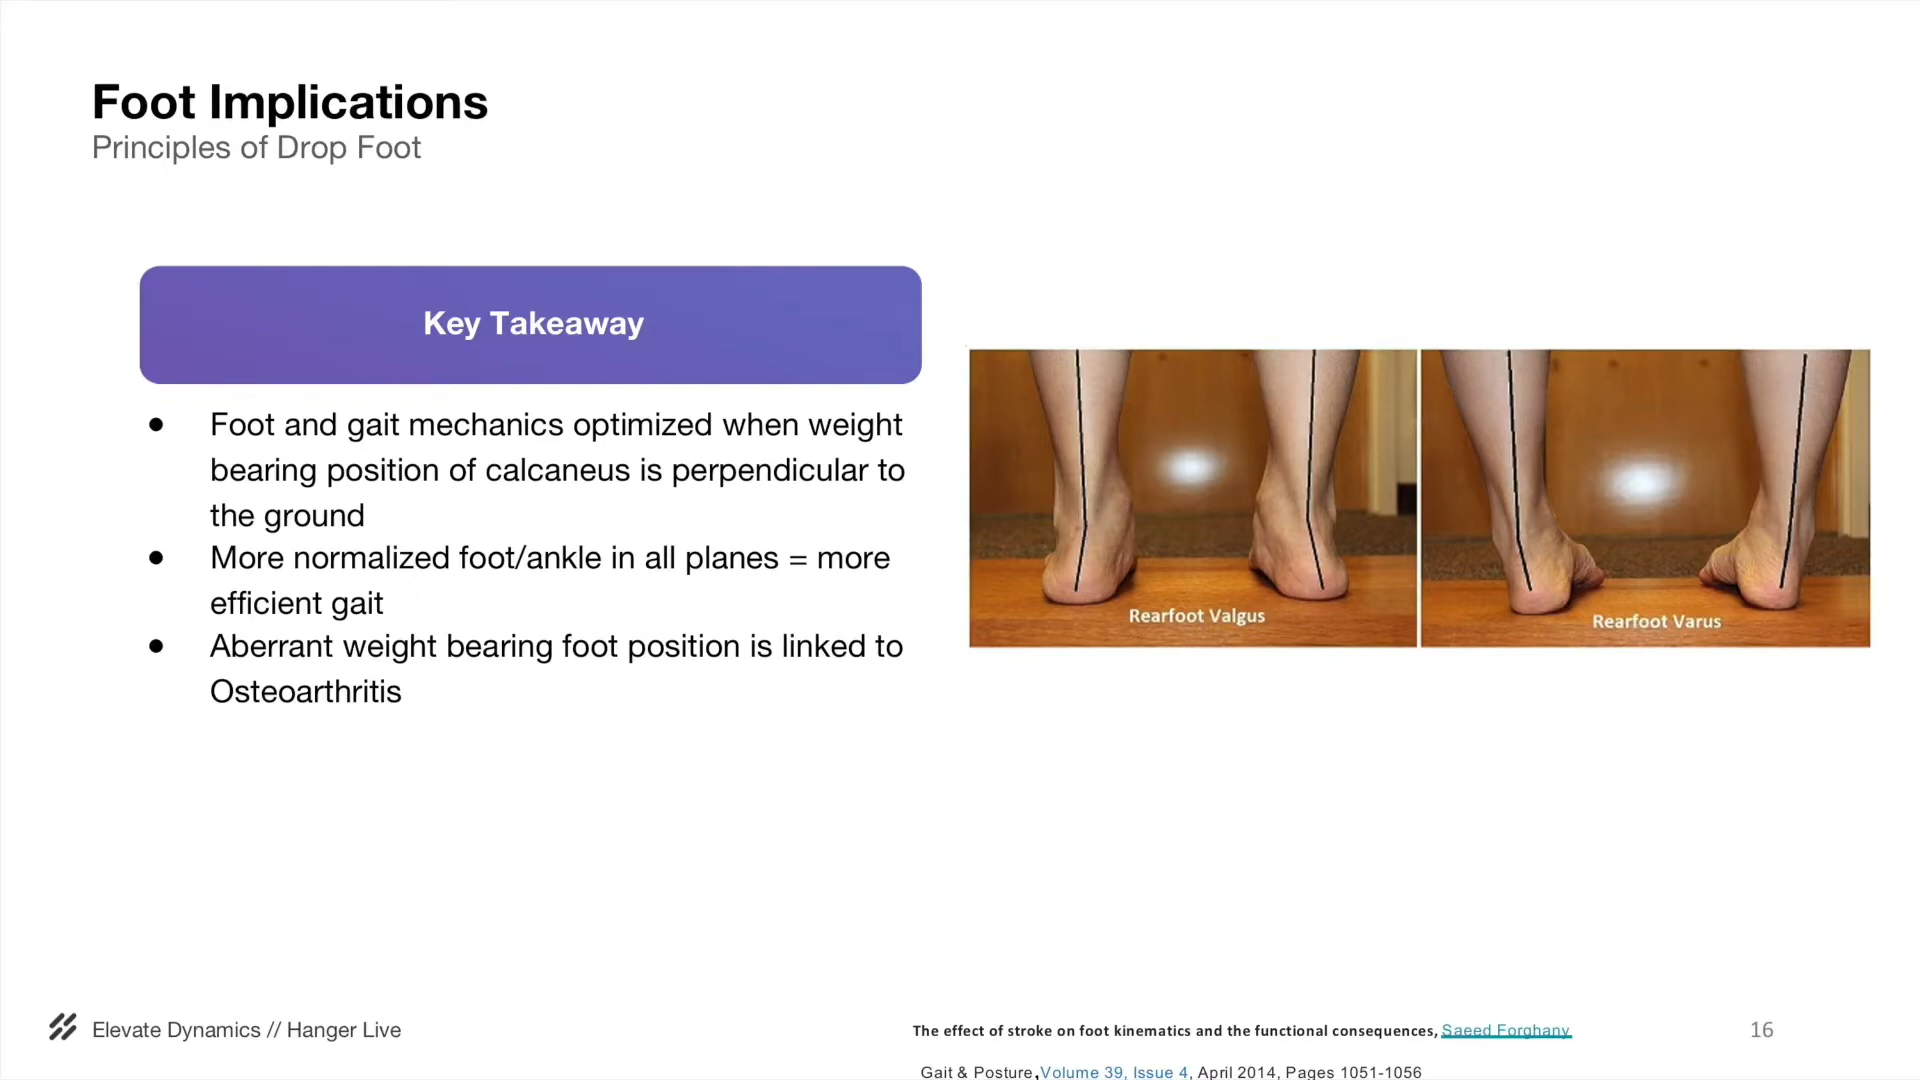 Foot Implications
Principles of Drop Foot
Key Takeaway
● Foot and gait mechanics optimized when weight
bearing position of calcaneus is perpendicular to
the ground
● More normalized foot/ankle in all planes = more
efficient gait
● Aberrant weight bearing foot position is linked to
Osteoarthritis
Rearfoot Valgus
Rearfoot Varus
Elevate Dynamics // Hanger Live
The effect of stroke on foot kinematics and the functional consequences, Saeed Forghany
Gait & Posture, Volume 39, Issue 4, April 2014, Pages 1051-1056
16